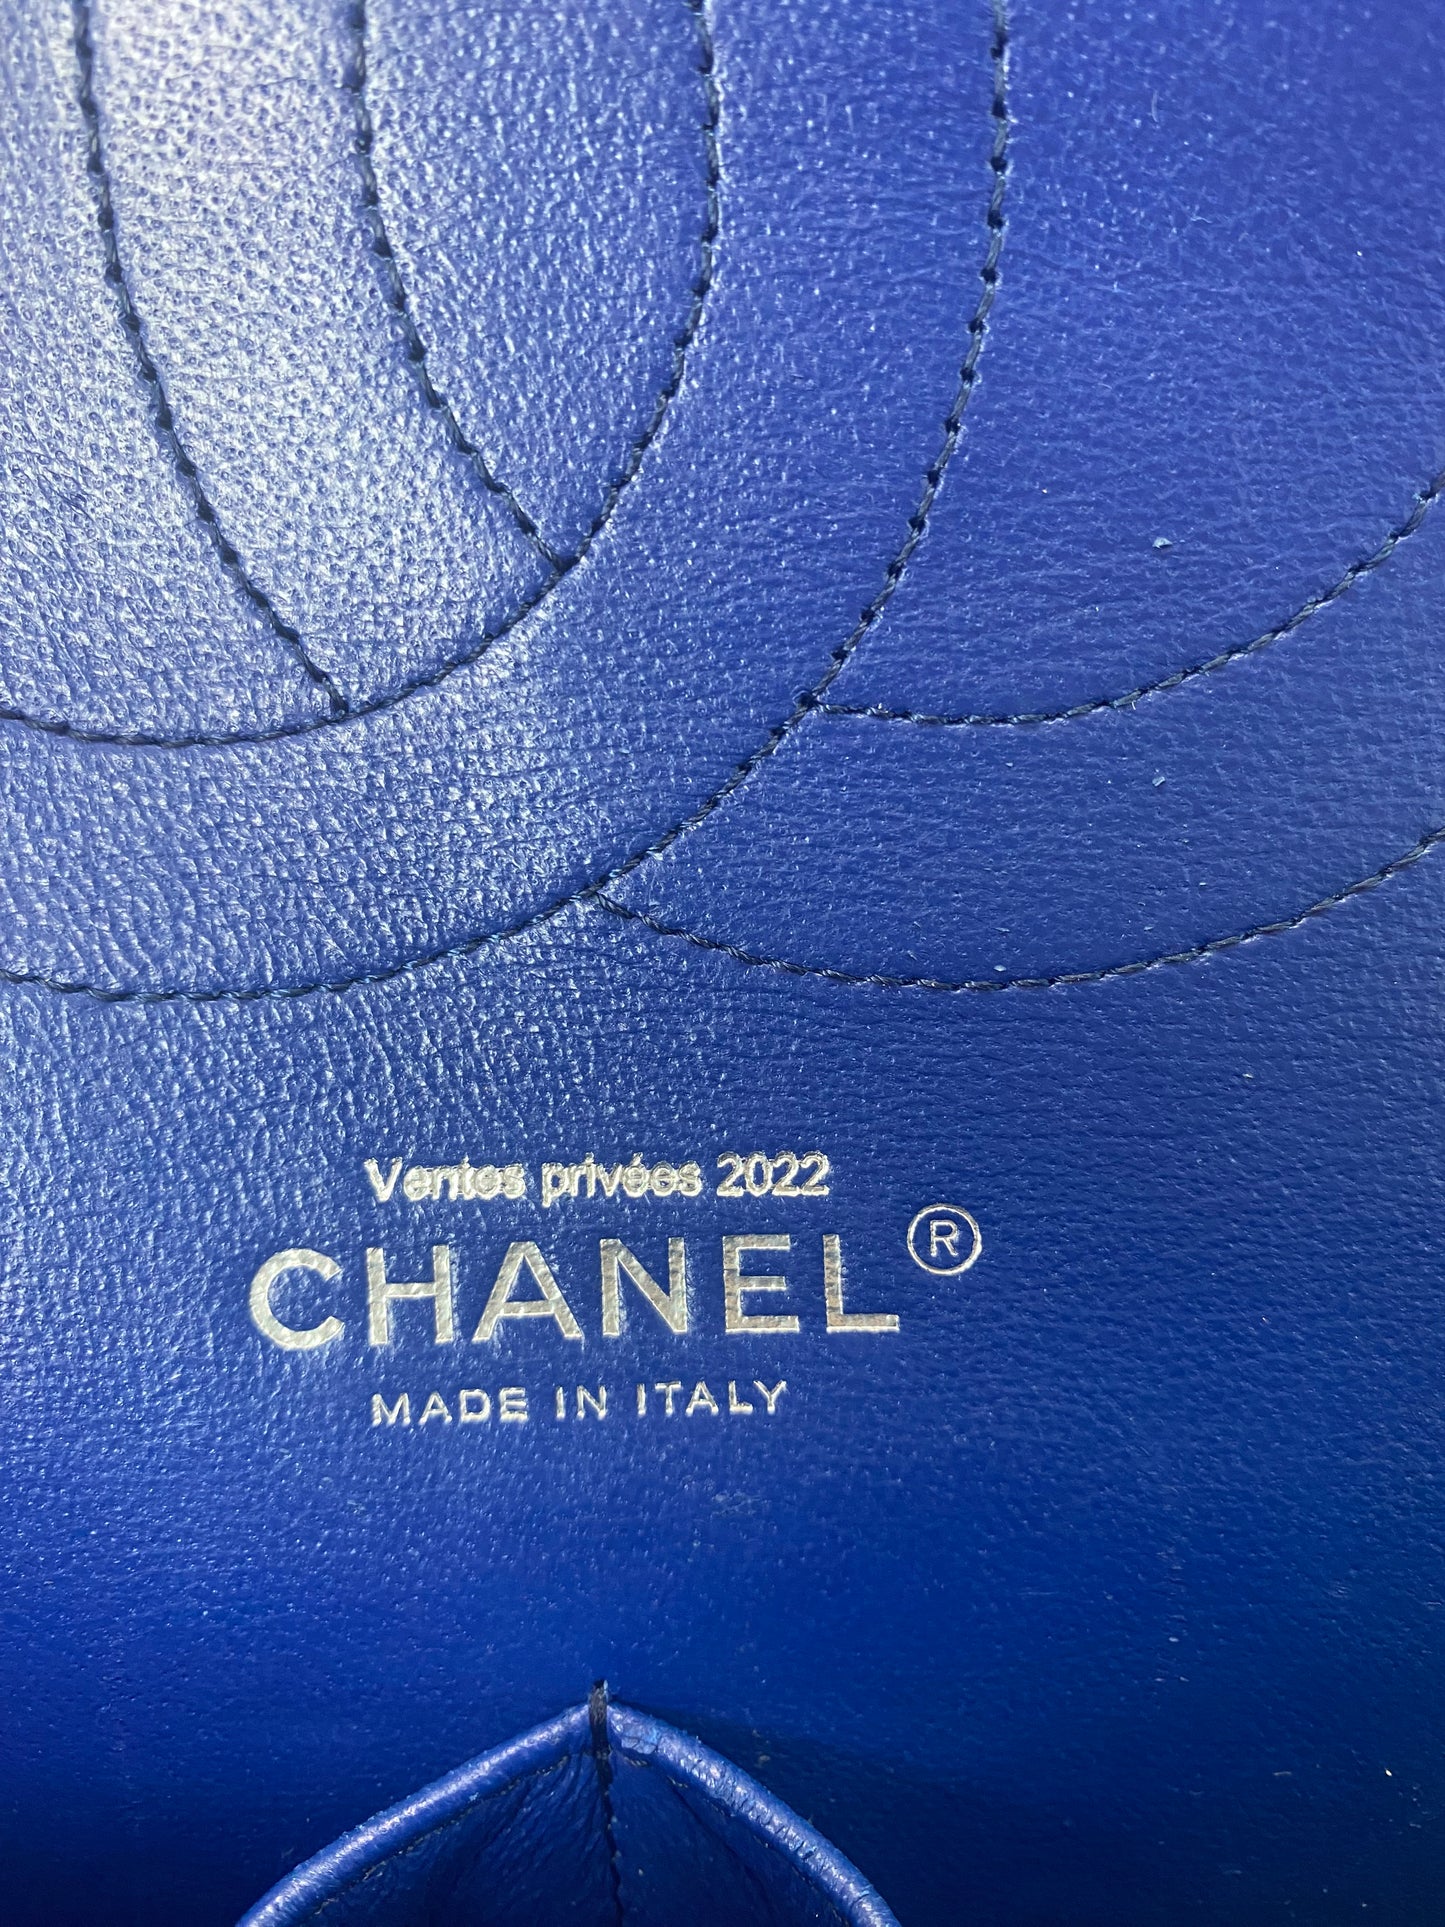 Ventes privées 2022
CHANEL®
MADE IN ITALY